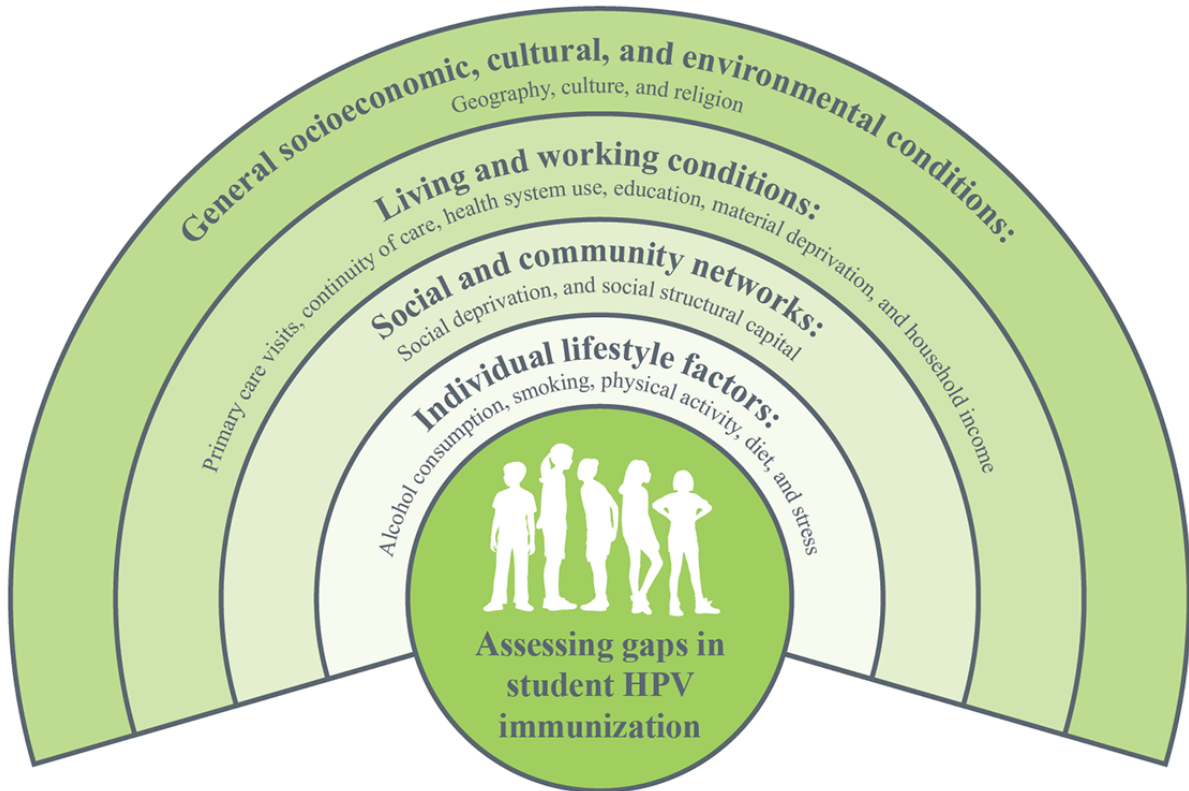 General socioeconomic, cultural, and environmental conditions:
Geography, culture, and religion
Living and working conditions:
Primary care visits, continuity of care, health system use, education, material deprivation, and household income
Social and community networks:
Social deprivation, and social structural capital
Individual lifestyle factors:
Alcohol consumption, smoking, physical activity, diet, and stress
Assessing gaps in
student HPV
immunization